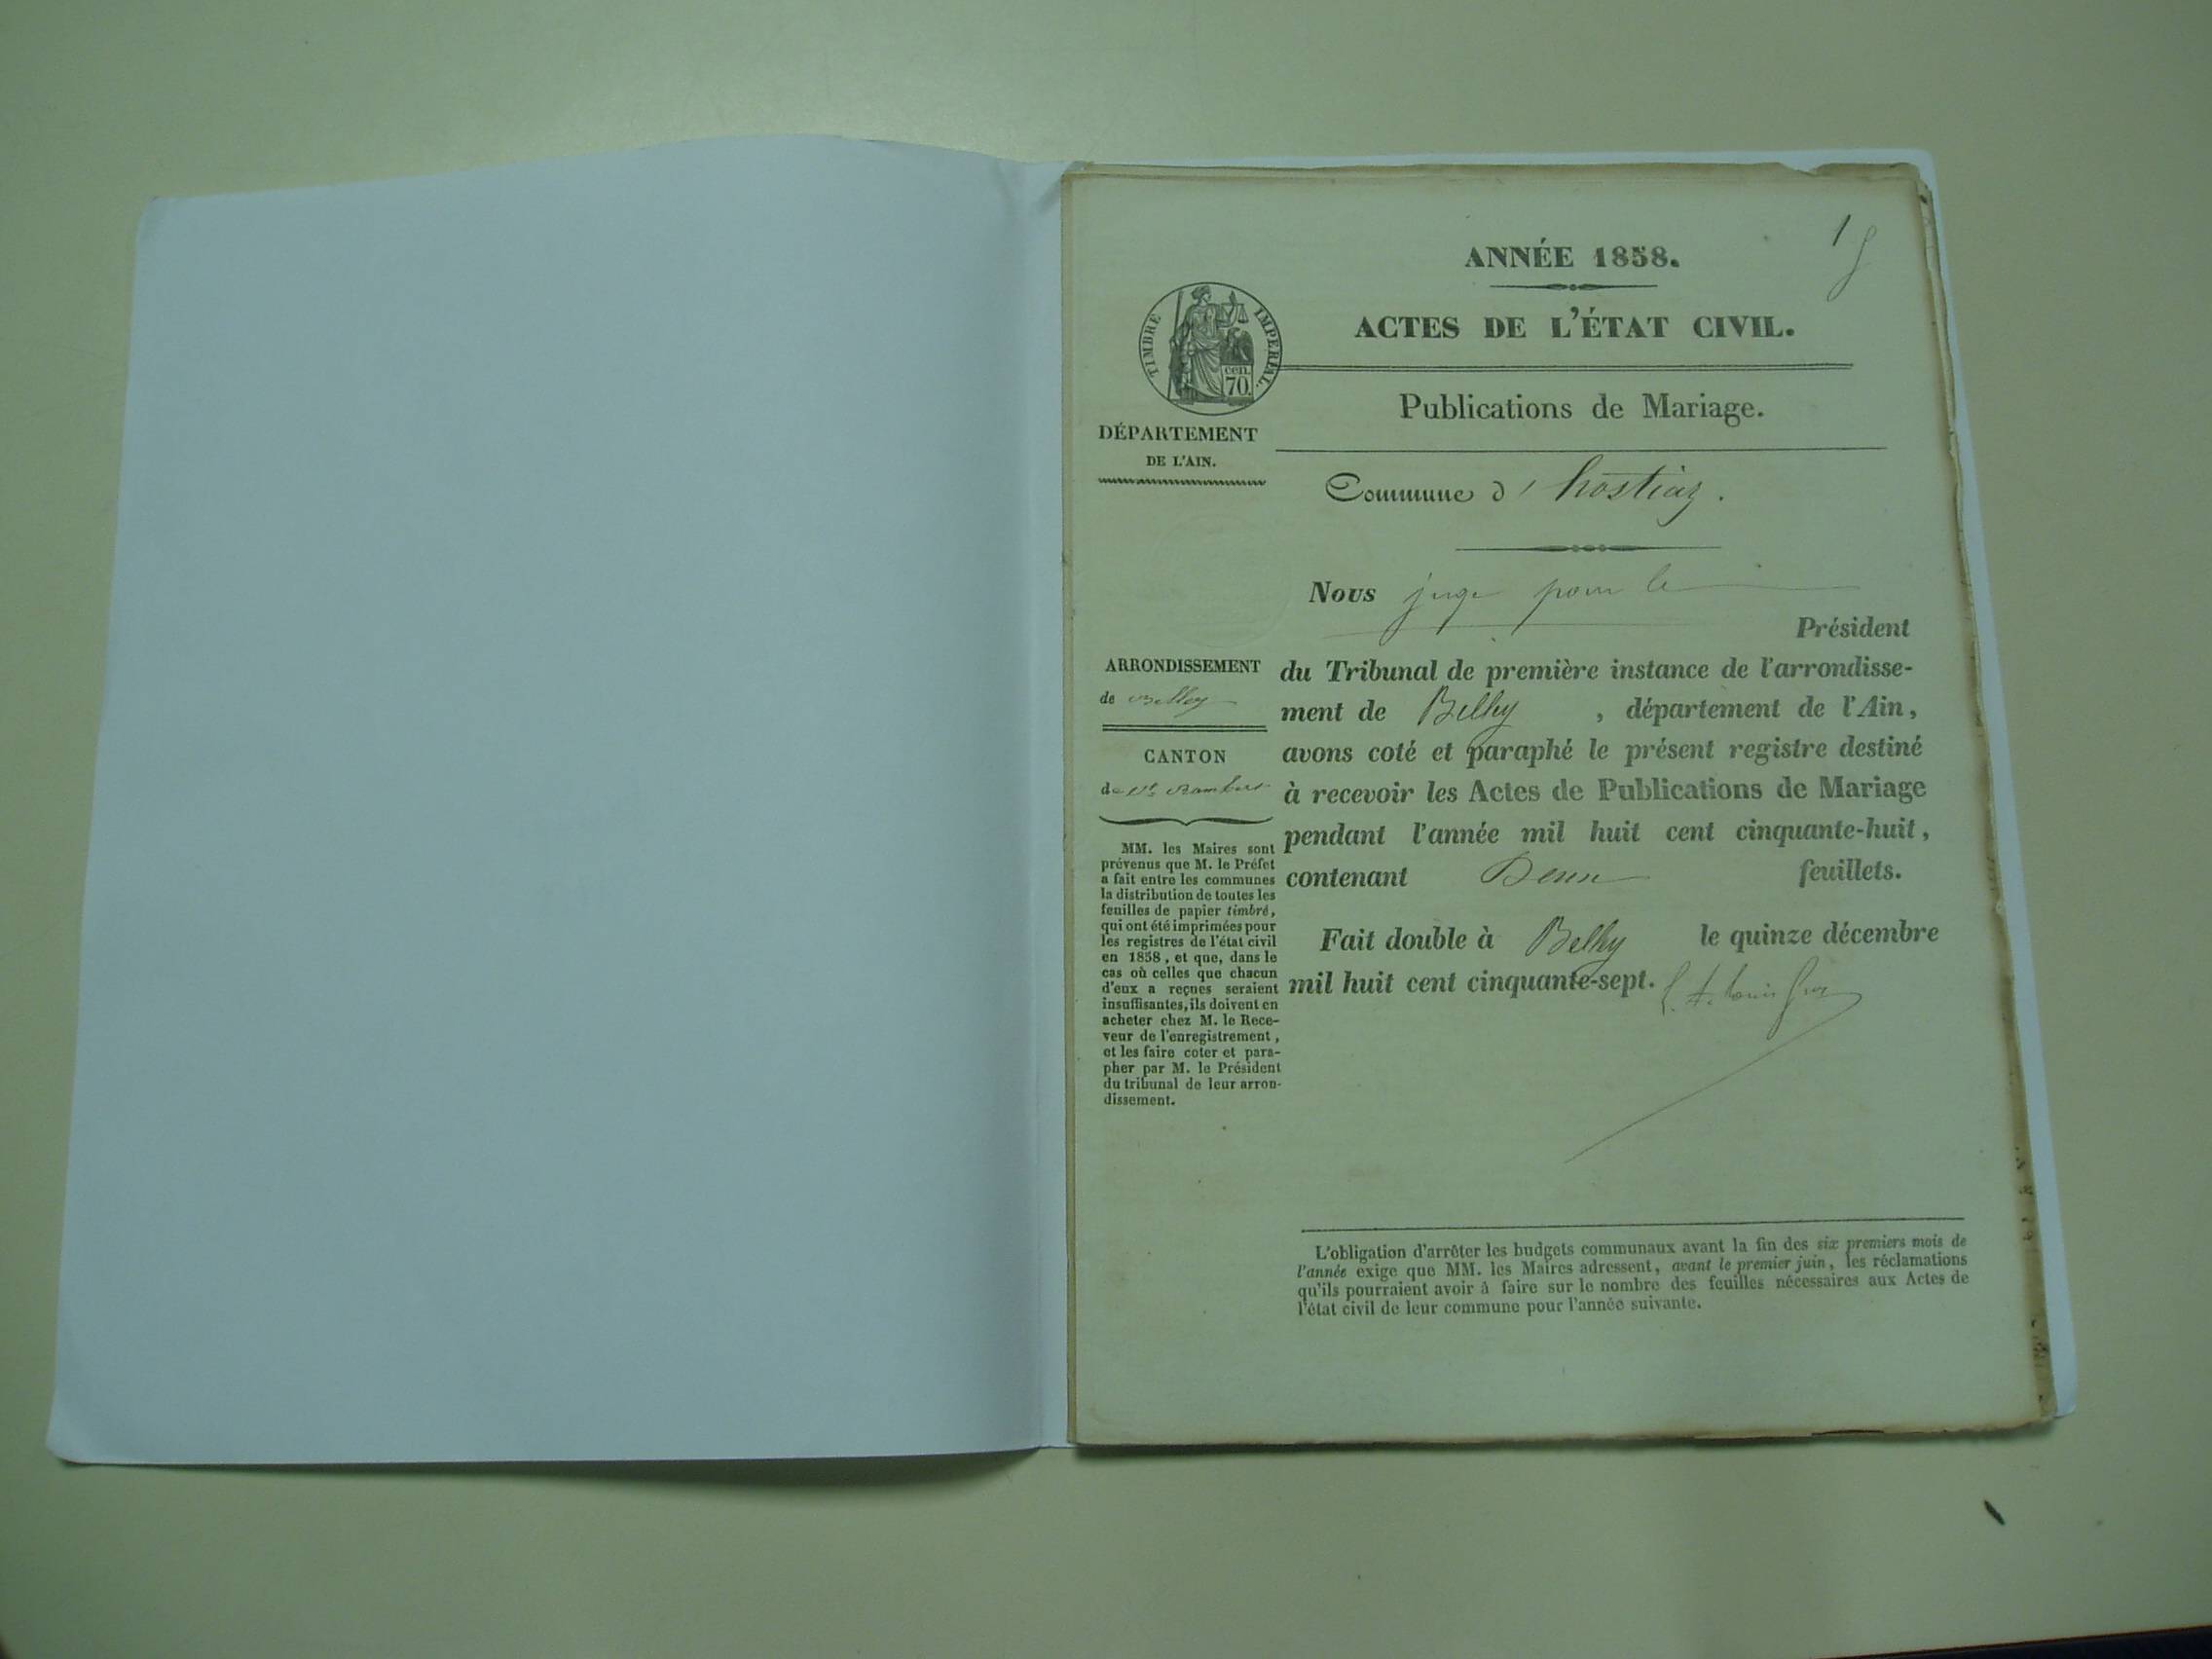 1
ANNÉE 1858.
ACTES DE L'ÉTAT CIVIL.
TIMBRE IMPERIAL.
cen.
70.
Publications de Mariage.
DÉPARTEMENT
DE L'AIN.
Commune d'hostiaz.
Nous juge pour le
Président
du Tribunal de première instance de l'arrondisse-
ment de Belley, département de l'Ain,
avons coté et paraphé le présent registre destiné
à recevoir les Actes de Publications de Mariage
pendant l'année mil huit cent cinquante-huit,
contenant Deux feuillets.
Fait double à Belley le quinze décembre
mil huit cent cinquante-sept.
ARRONDISSEMENT
de Belley
CANTON
de St Rambert
MM. les Maires sont
prévenus que M. le Préfet
a fait entre les communes
la distribution de toutes les
feuilles de papier timbré,
qui ont été imprimées pour
les registres de l'état civil
en 1858, et que, dans le
cas où celles que chacun
d'eux a reçues seraient
insuffisantes, ils doivent en
acheter chez M. le Rece-
veur de l'enregistrement,
et les faire coter et para-
pher par M. le Président
du tribunal de leur arron-
dissement.
L'obligation d'arrêter les budgets communaux avant la fin des six premiers mois de
l'année exige que MM. les Maires adressent, avant le premier juin, les réclamations
qu'ils pourraient avoir à faire sur le nombre des feuilles nécessaires aux Actes de
l'état civil de leur commune pour l'année suivante.